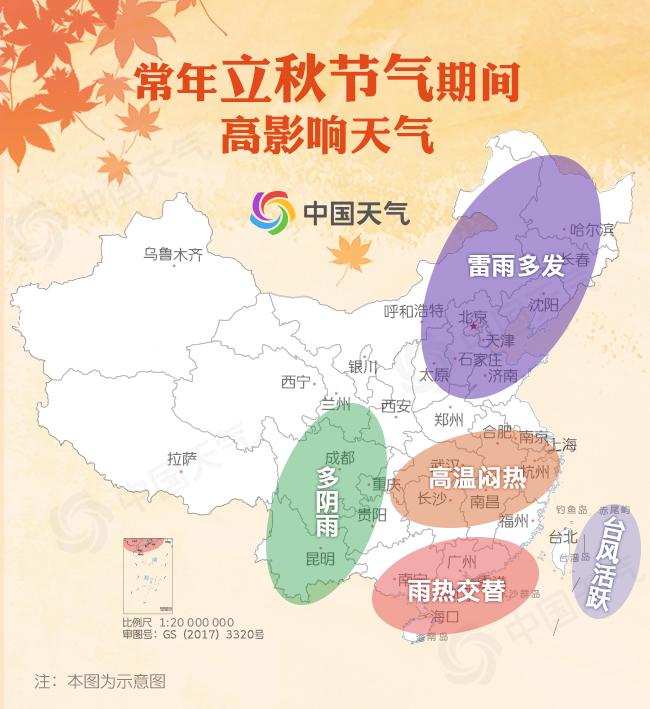 常年立秋节气期间
高影响天气
中国天气
哈尔滨
长春
乌鲁木齐
雷雨多发
沈阳
呼和浩特
北京
天津
石家庄
银川
太原
济南
西宁
兰州
西安
郑州
合肥
南京
上海
拉萨
成都
武汉
杭州
高温闷热
重庆
长沙
南昌
多阴雨
贵阳
福州
钓鱼岛
赤尾屿
台北
台湾岛
台风活跃
昆明
广州
南宁
雨热交替
海口
海南岛
比例尺 1:20 000 000
审图号：GS（2017）3320号
注：本图为示意图